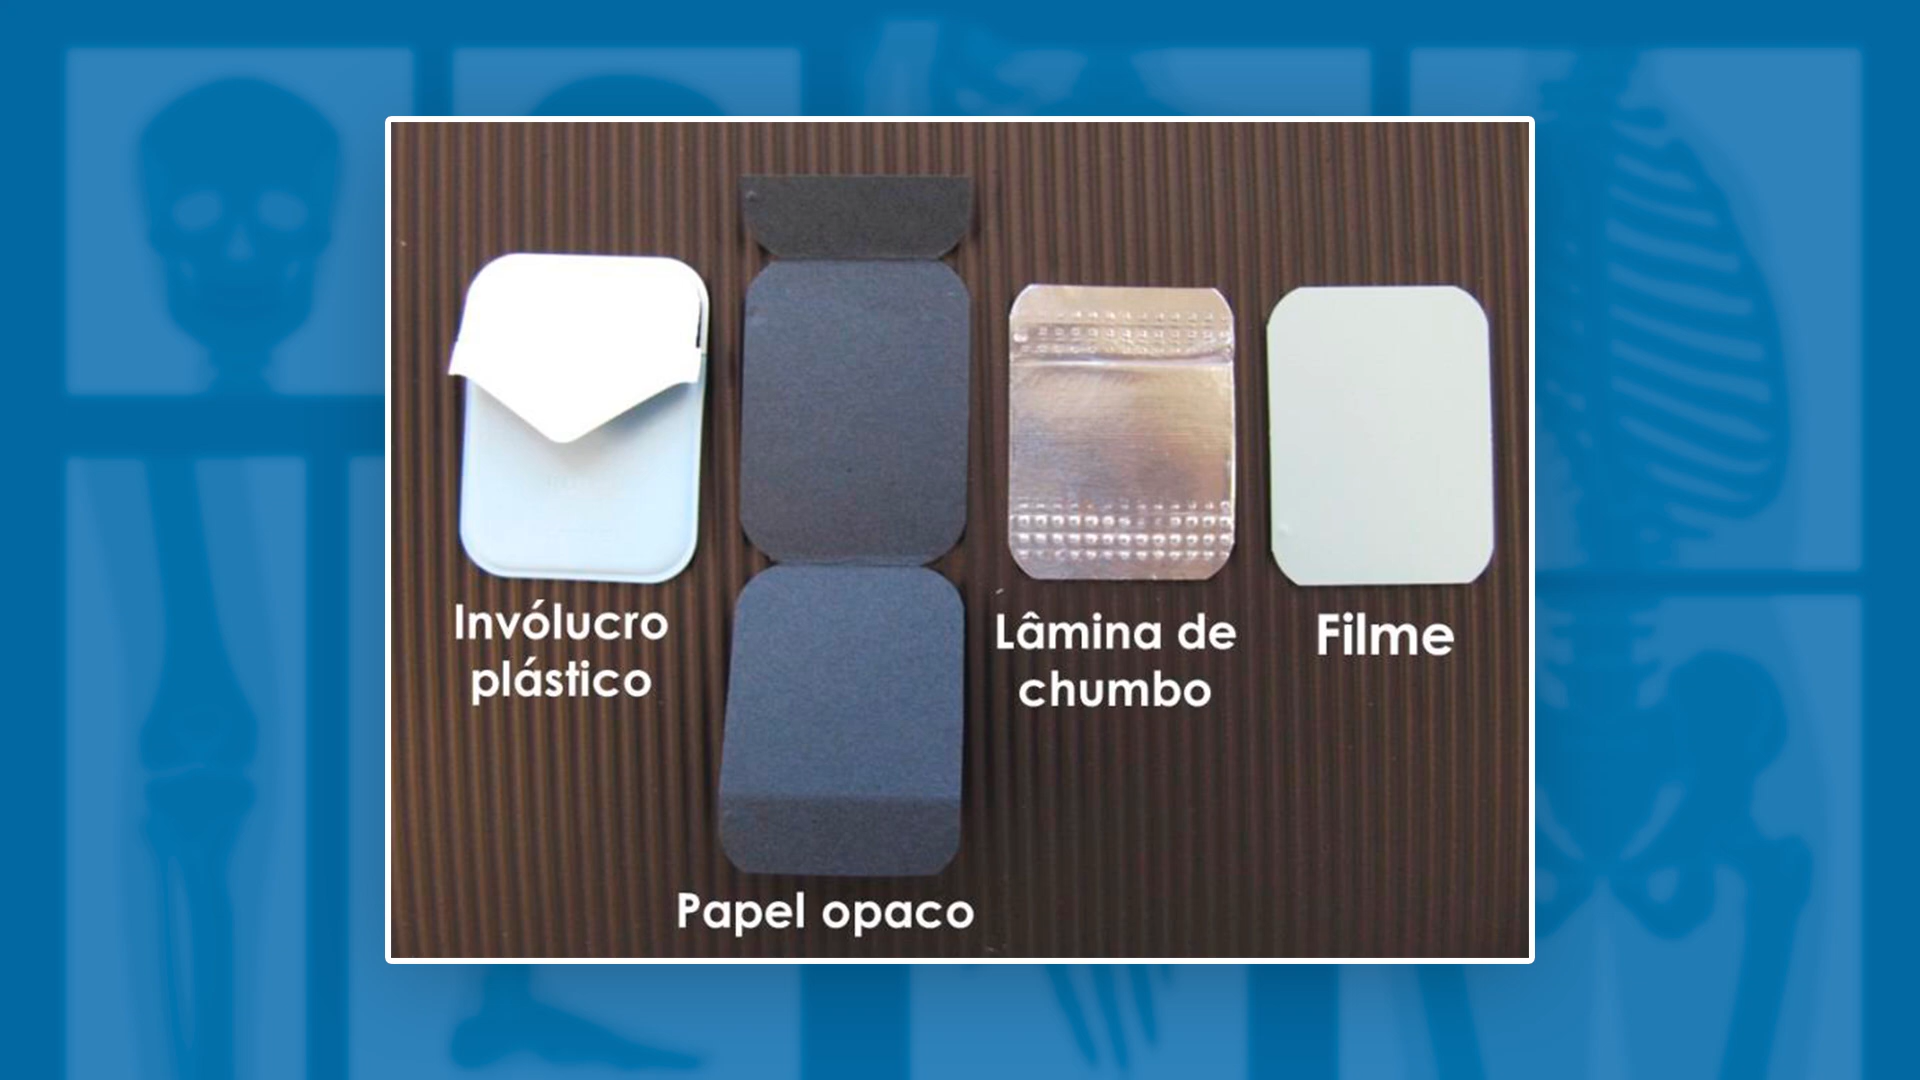 Invólucro
plástico
Papel opaco
Lâmina de
chumbo
Filme